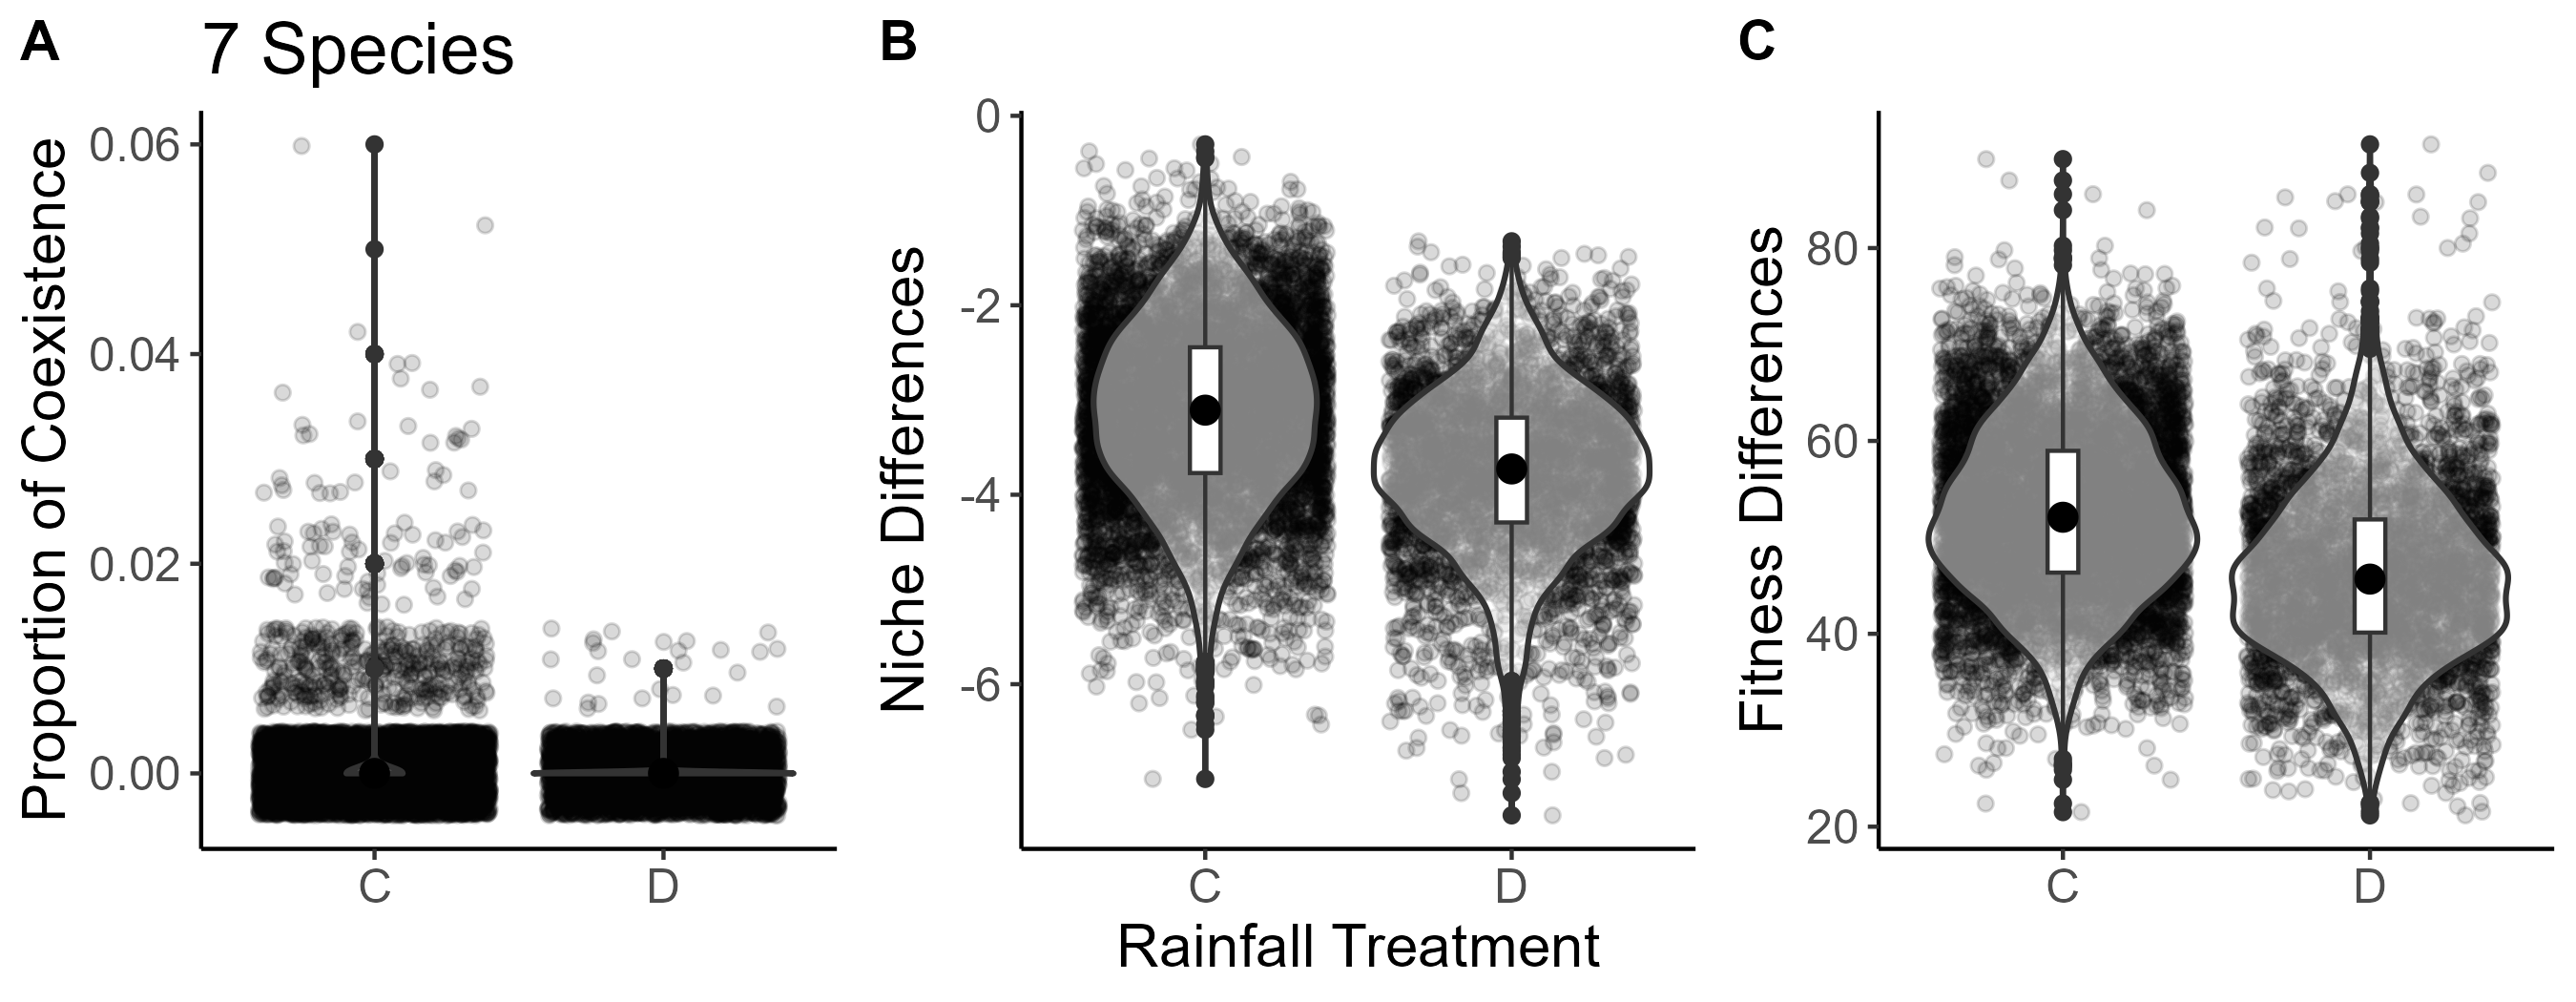 A
7 Species
Proportion of Coexistence
0.06
0.04
0.02
0.00
C
D
B
Niche Differences
0
-2
-4
-6
C
D
Rainfall Treatment
C
Fitness Differences
80
60
40
20
C
D